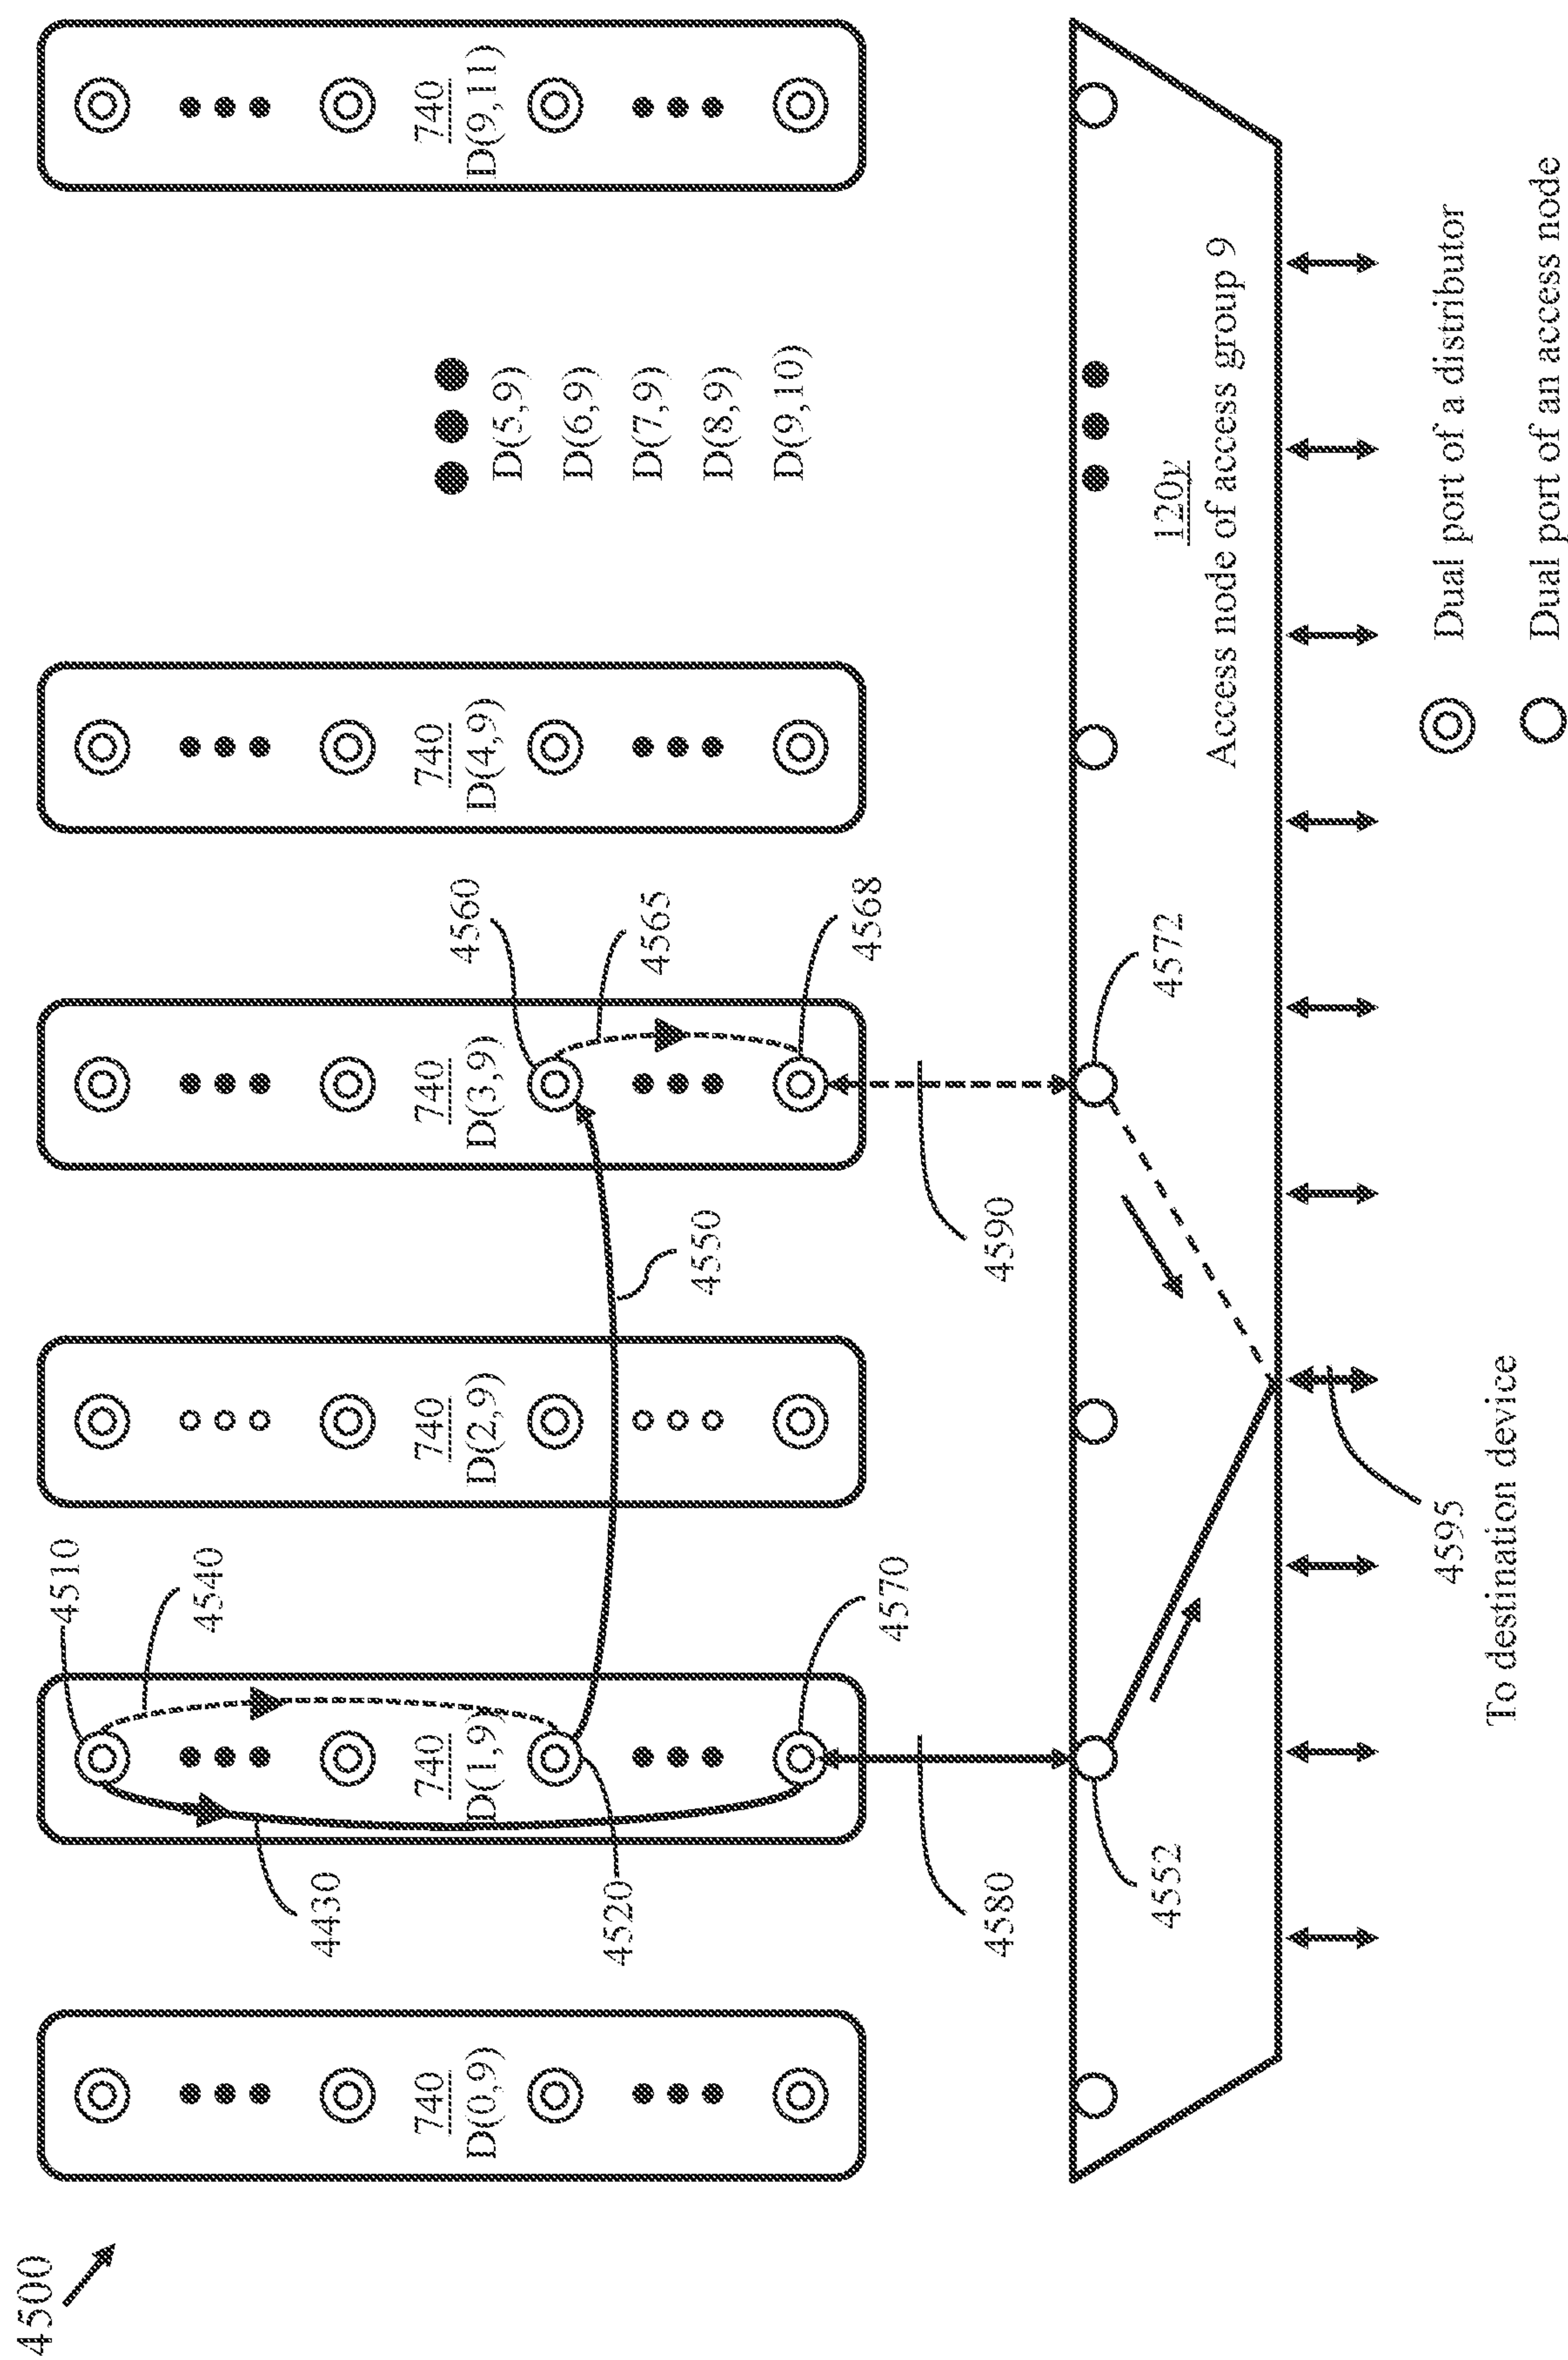 4500
740
D(0,9)
740
D(1,9)
740
D(2,9)
740
D(3,9)
740
D(4,9)
D(5,9)
D(6,9)
D(7,9)
D(8,9)
D(9,10)
740
D(9,11)
4510
4540
4430
4520
4570
4550
4560
4565
4568
4580
4590
4552
4572
120y
Access node of access group 9
4595
To destination device
Dual port of a distributor
Dual port of an access node